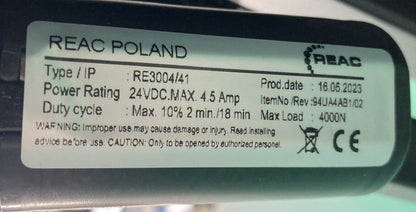 REAC POLAND
REAC
Type / IP : RE3004/41
Prod.date : 16.05.2023
Power Rating 24VDC.MAX. 4.5 Amp
ItemNo /Rev :94UA4AB1/02
Duty cycle : Max. 10% 2 min./18 min
Max Load : 4000N
WARNING: Improper use may cause damage or injury. Read installing
advice before use. CAUTION: Only to be opened by authorized personel.
CE